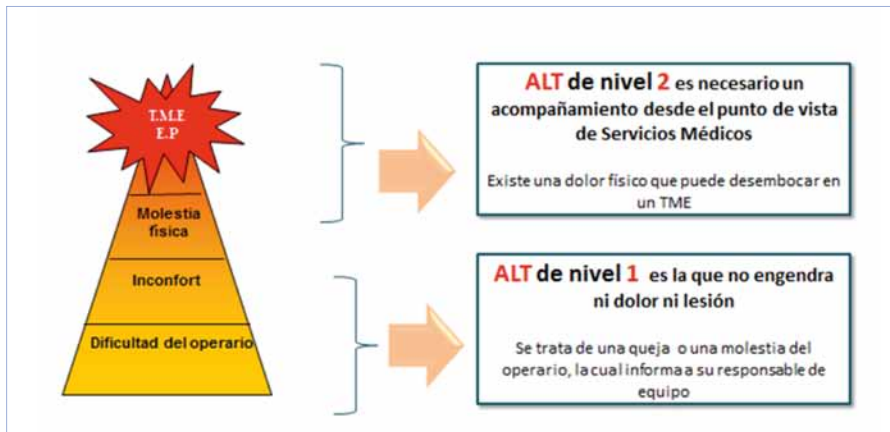 T.M.E
E.P
Molestia
física
Inconfort
Dificultad del operario
ALT de nivel 2 es necesario un
acompañamiento desde el punto de vista
de Servicios Médicos
Existe una dolor físico que puede desembocar en
un TME
ALT de nivel 1 es la que no engendra
ni dolor ni lesión
Se trata de una queja o una molestia del
operario, la cual informa a su responsable de
equipo